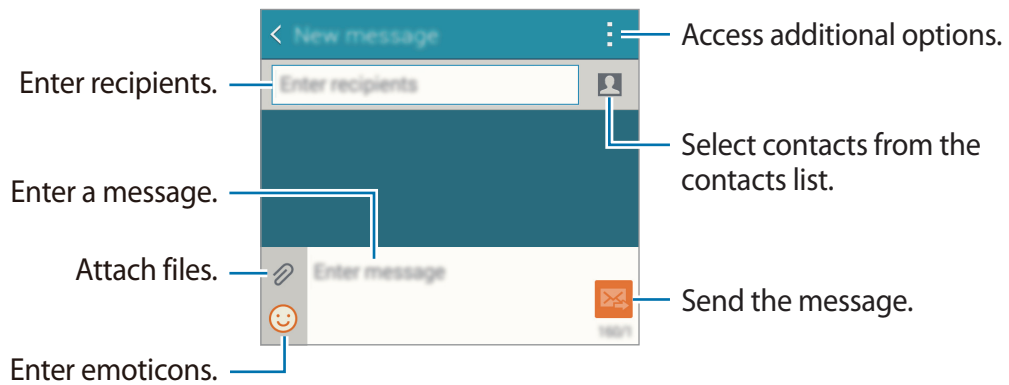 New message
Access additional options.
Enter recipients.
Enter recipients
Select contacts from the
contacts list.
Enter a message.
Attach files.
Enter message
Send the message.
160/1
Enter emoticons.